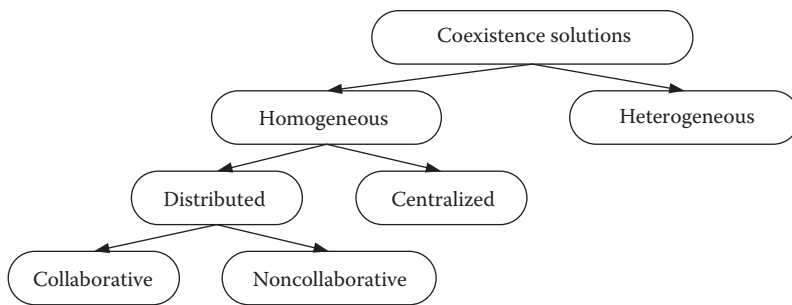 Coexistence solutions
Homogeneous
Heterogeneous
Distributed
Centralized
Collaborative
Noncollaborative